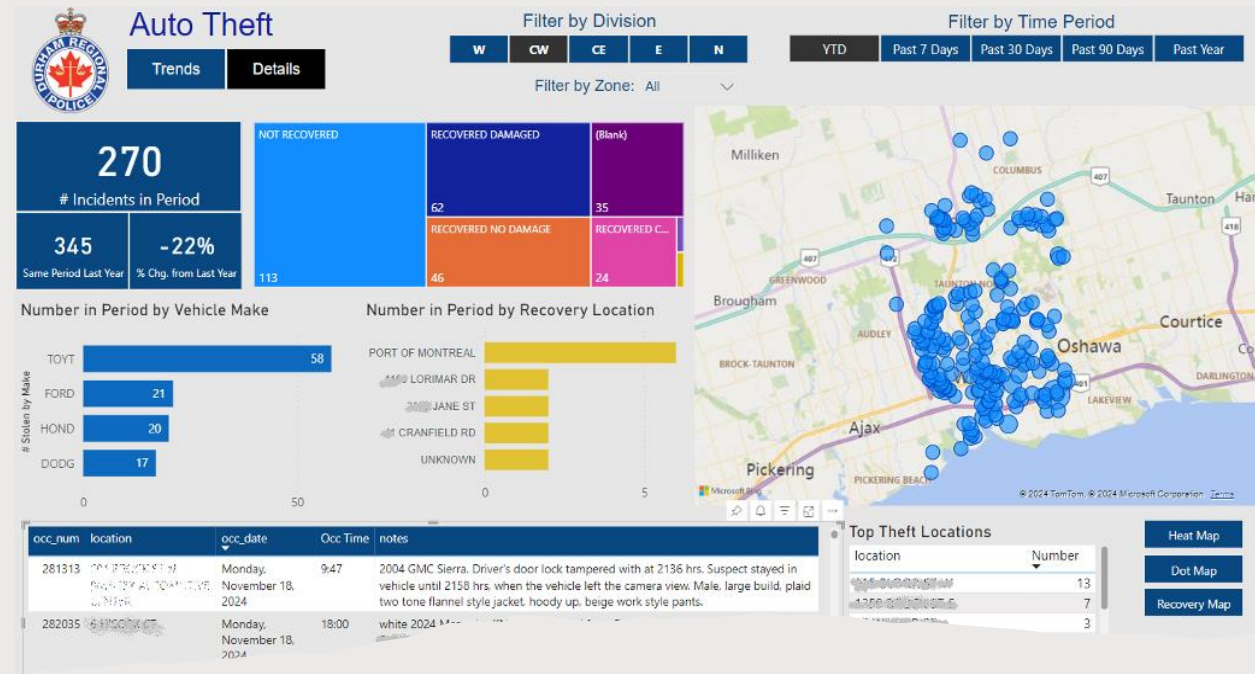 Auto Theft
Trends
Details
DURHAM REGIONAL
POLICE
Filter by Division
W
CW
CE
E
N
Filter by Zone: All
Filter by Time Period
YTD
Past 7 Days
Past 30 Days
Past 90 Days
Past Year
270
# Incidents in Period
345
Same Period Last Year
-22%
% Chg. from Last Year
NOT RECOVERED
113
RECOVERED DAMAGED
62
(Blank)
35
RECOVERED NO DAMAGE
46
RECOVERED C...
24
Number in Period by Vehicle Make
# Stolen by Make
TOYT 58
FORD 21
HOND 20
DODG 17
0 50
Number in Period by Recovery Location
PORT OF MONTREAL
LORIMAR DR
JANE ST
CRANFIELD RD
UNKNOWN
0 5
Milliken
COLUMBUS
407
Taunton
418
407
GREENWOOD
Brougham
AUDLEY
Courtice
Oshawa
BROCK-TAUNTON
DARLINGTON
401
LAKEVIEW
Ajax
Pickering
PICKERING BEACH
Microsoft Bing
© 2024 TomTom, © 2024 Microsoft Corporation Terms
occ_num location occ_date Occ Time notes
281313 Monday, 9:47 2004 GMC Sierra. Driver's door lock tampered with at 2136 hrs. Suspect stayed in
November 18, vehicle until 2158 hrs, when the vehicle left the camera view. Male, large build, plaid
2024 two tone flannel style jacket, hoody up, beige work style pants.
282035 Monday, 18:00 white 2024
November 18,
2024
Top Theft Locations
location Number
13
7
3
Heat Map
Dot Map
Recovery Map